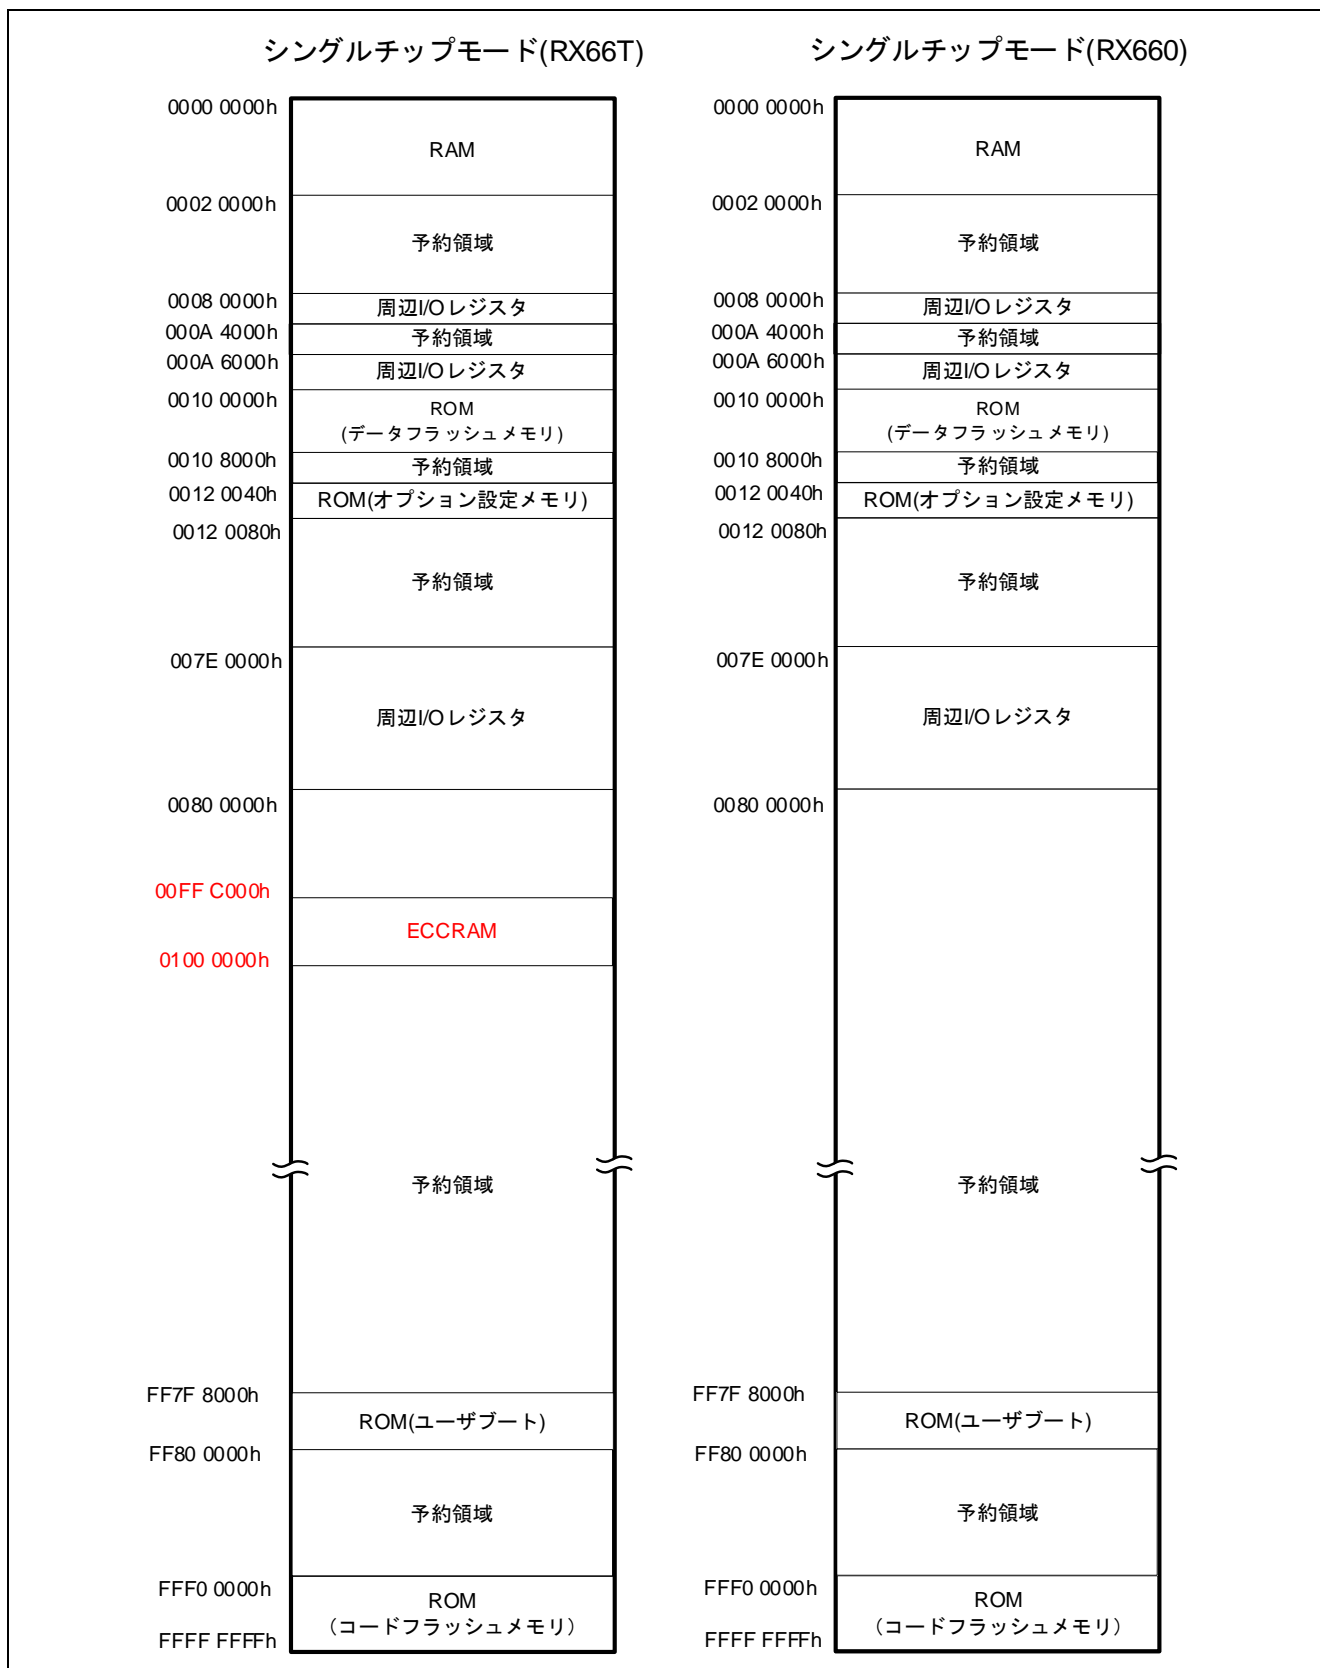 シングルチップモード(RX66T)
0000 0000h
RAM
0002 0000h
予約領域
0008 0000h
周辺I/Oレジスタ
000A 4000h
予約領域
000A 6000h
周辺I/Oレジスタ
0010 0000h
ROM
(データフラッシュメモリ)
0010 8000h
予約領域
0012 0040h
ROM(オプション設定メモリ)
0012 0080h
予約領域
007E 0000h
周辺I/Oレジスタ
0080 0000h
00FF C000h
ECCRAM
0100 0000h
予約領域
FF7F 8000h
ROM(ユーザブート)
FF80 0000h
予約領域
FFF0 0000h
ROM
（コードフラッシュメモリ）
FFFF FFFFh
シングルチップモード(RX660)
0000 0000h
RAM
0002 0000h
予約領域
0008 0000h
周辺I/Oレジスタ
000A 4000h
予約領域
000A 6000h
周辺I/Oレジスタ
0010 0000h
ROM
(データフラッシュメモリ)
0010 8000h
予約領域
0012 0040h
ROM(オプション設定メモリ)
0012 0080h
予約領域
007E 0000h
周辺I/Oレジスタ
0080 0000h
予約領域
FF7F 8000h
ROM(ユーザブート)
FF80 0000h
予約領域
FFF0 0000h
ROM
（コードフラッシュメモリ）
FFFF FFFFh